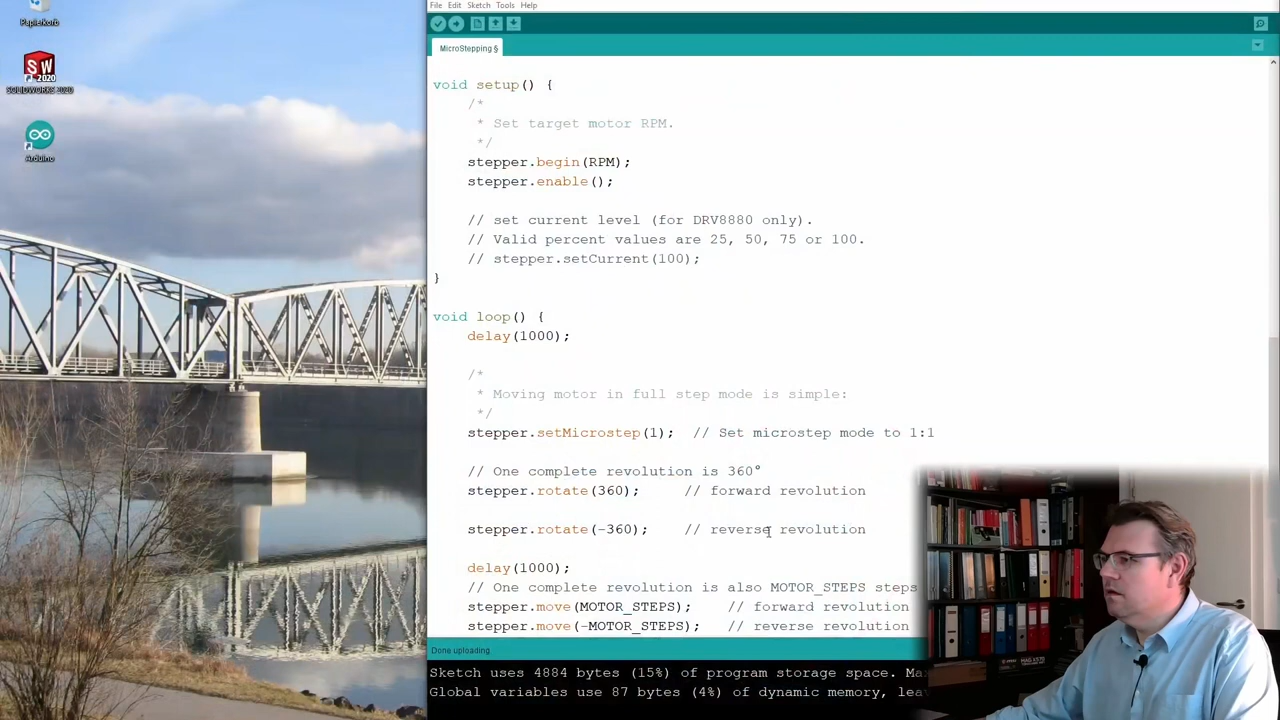 Papierkorb
SW
2020
SOLIDWORKS 2020
Arduino
File Edit Sketch Tools Help
MicroStepping §
void setup() {
/*
* Set target motor RPM.
*/
stepper.begin(RPM);
stepper.enable();
// set current level (for DRV8880 only).
// Valid percent values are 25, 50, 75 or 100.
// stepper.setCurrent(100);
}
void loop() {
delay(1000);
/*
* Moving motor in full step mode is simple:
*/
stepper.setMicrostep(1);  // Set microstep mode to 1:1
// One complete revolution is 360°
stepper.rotate(360);     // forward revolution
stepper.rotate(-360);    // reverse revolution
delay(1000);
// One complete revolution is also MOTOR_STEPS steps
stepper.move(MOTOR_STEPS);    // forward revolution
stepper.move(-MOTOR_STEPS);   // reverse revolution
Done uploading
Sketch uses 4884 bytes (15%) of program storage space.
Global variables use 87 bytes (4%) of dynamic memory,